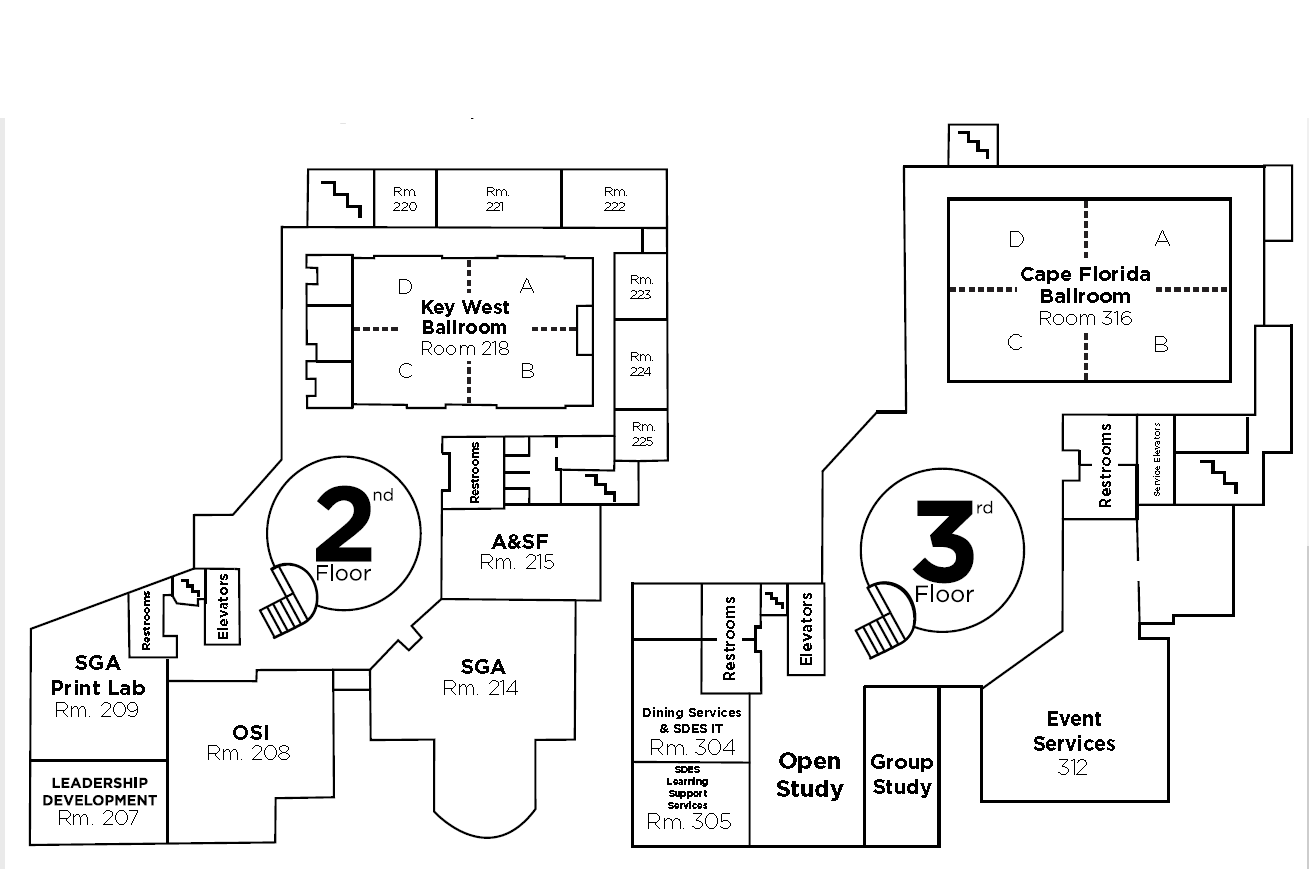 Rm.
220
Rm.
221
Rm.
222
D
A
Key West
Ballroom
Room 218
C
B
Rm.
223
Rm.
224
Rm.
225
Restrooms
2nd
Floor
A&SF
Rm. 215
Elevators
Restrooms
SGA
Print Lab
Rm. 209
SGA
Rm. 214
OSI
Rm. 208
LEADERSHIP
DEVELOPMENT
Rm. 207
D
A
Cape Florida
Ballroom
Room 316
C
B
Restrooms
Service Elevators
3rd
Floor
Restrooms
Elevators
Dining Services
& SDES IT
Rm. 304
SDES
Learning
Support
Services
Rm. 305
Open
Study
Group
Study
Event
Services
312